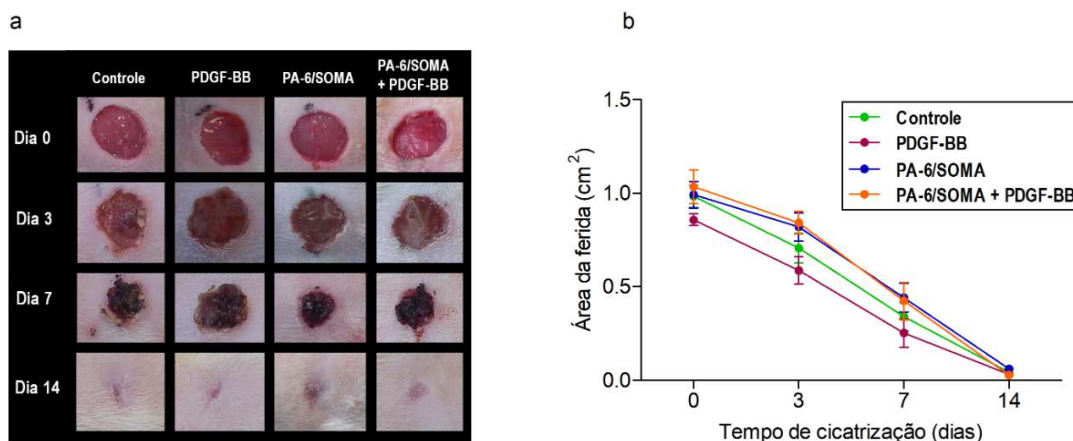 a
Controle PDGF-BB PA-6/SOMA PA-6/SOMA
+ PDGF-BB
Dia 0
Dia 3
Dia 7
Dia 14
b
Área da ferida (cm²)
1.5
1.0
0.5
0.0
0 3 7 14
Tempo de cicatrização (dias)
Controle
PDGF-BB
PA-6/SOMA
PA-6/SOMA + PDGF-BB